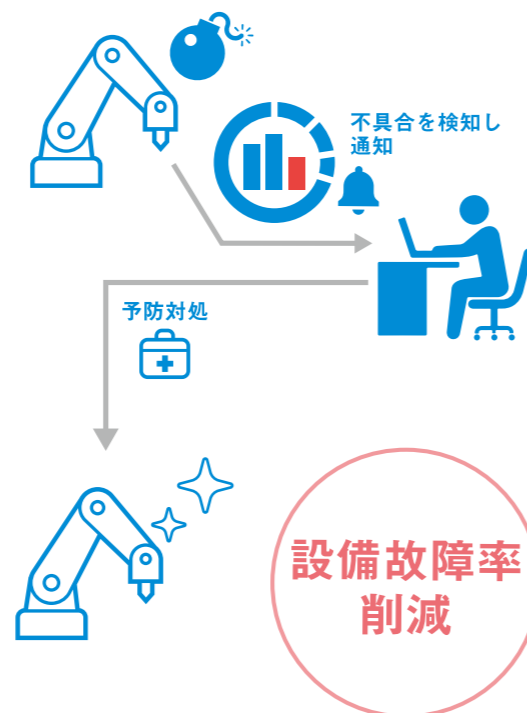 不具合を検知し
通知
予防対処
設備故障率
削減